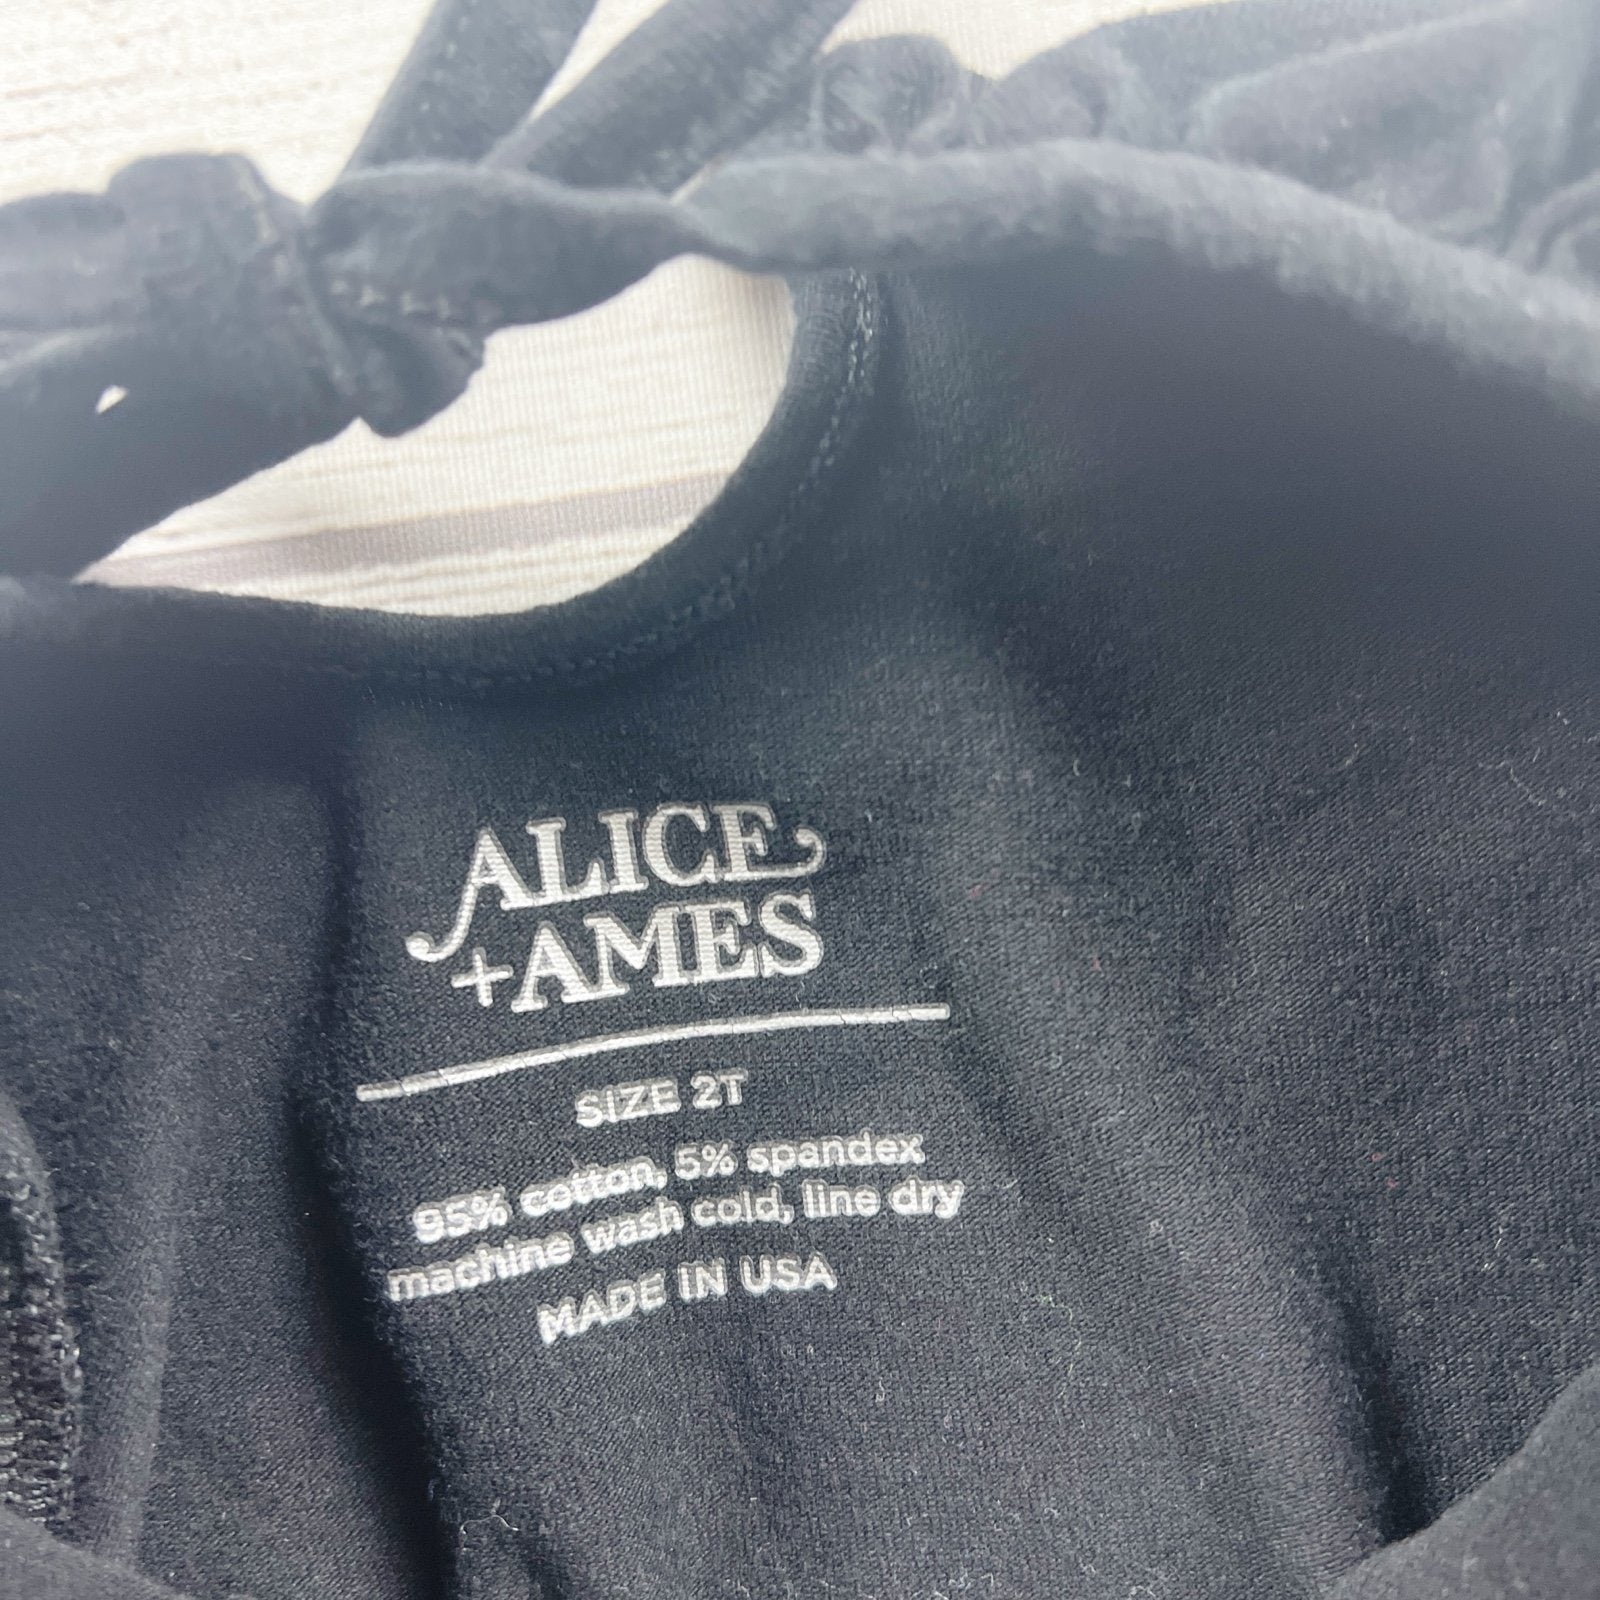 ALICE
+AMES
SIZE 2T
95% cotton, 5% spandex
machine wash cold, line dry
MADE IN USA